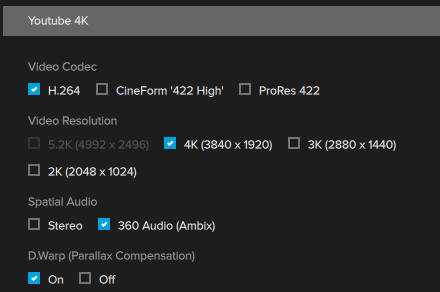 Youtube 4K
Video Codec
H.264 CineForm '422 High' ProRes 422
Video Resolution
5.2K (4992 x 2496) 4K (3840 x 1920) 3K (2880 x 1440)
2K (2048 x 1024)
Spatial Audio
Stereo 360 Audio (Ambix)
D.Warp (Parallax Compensation)
On Off